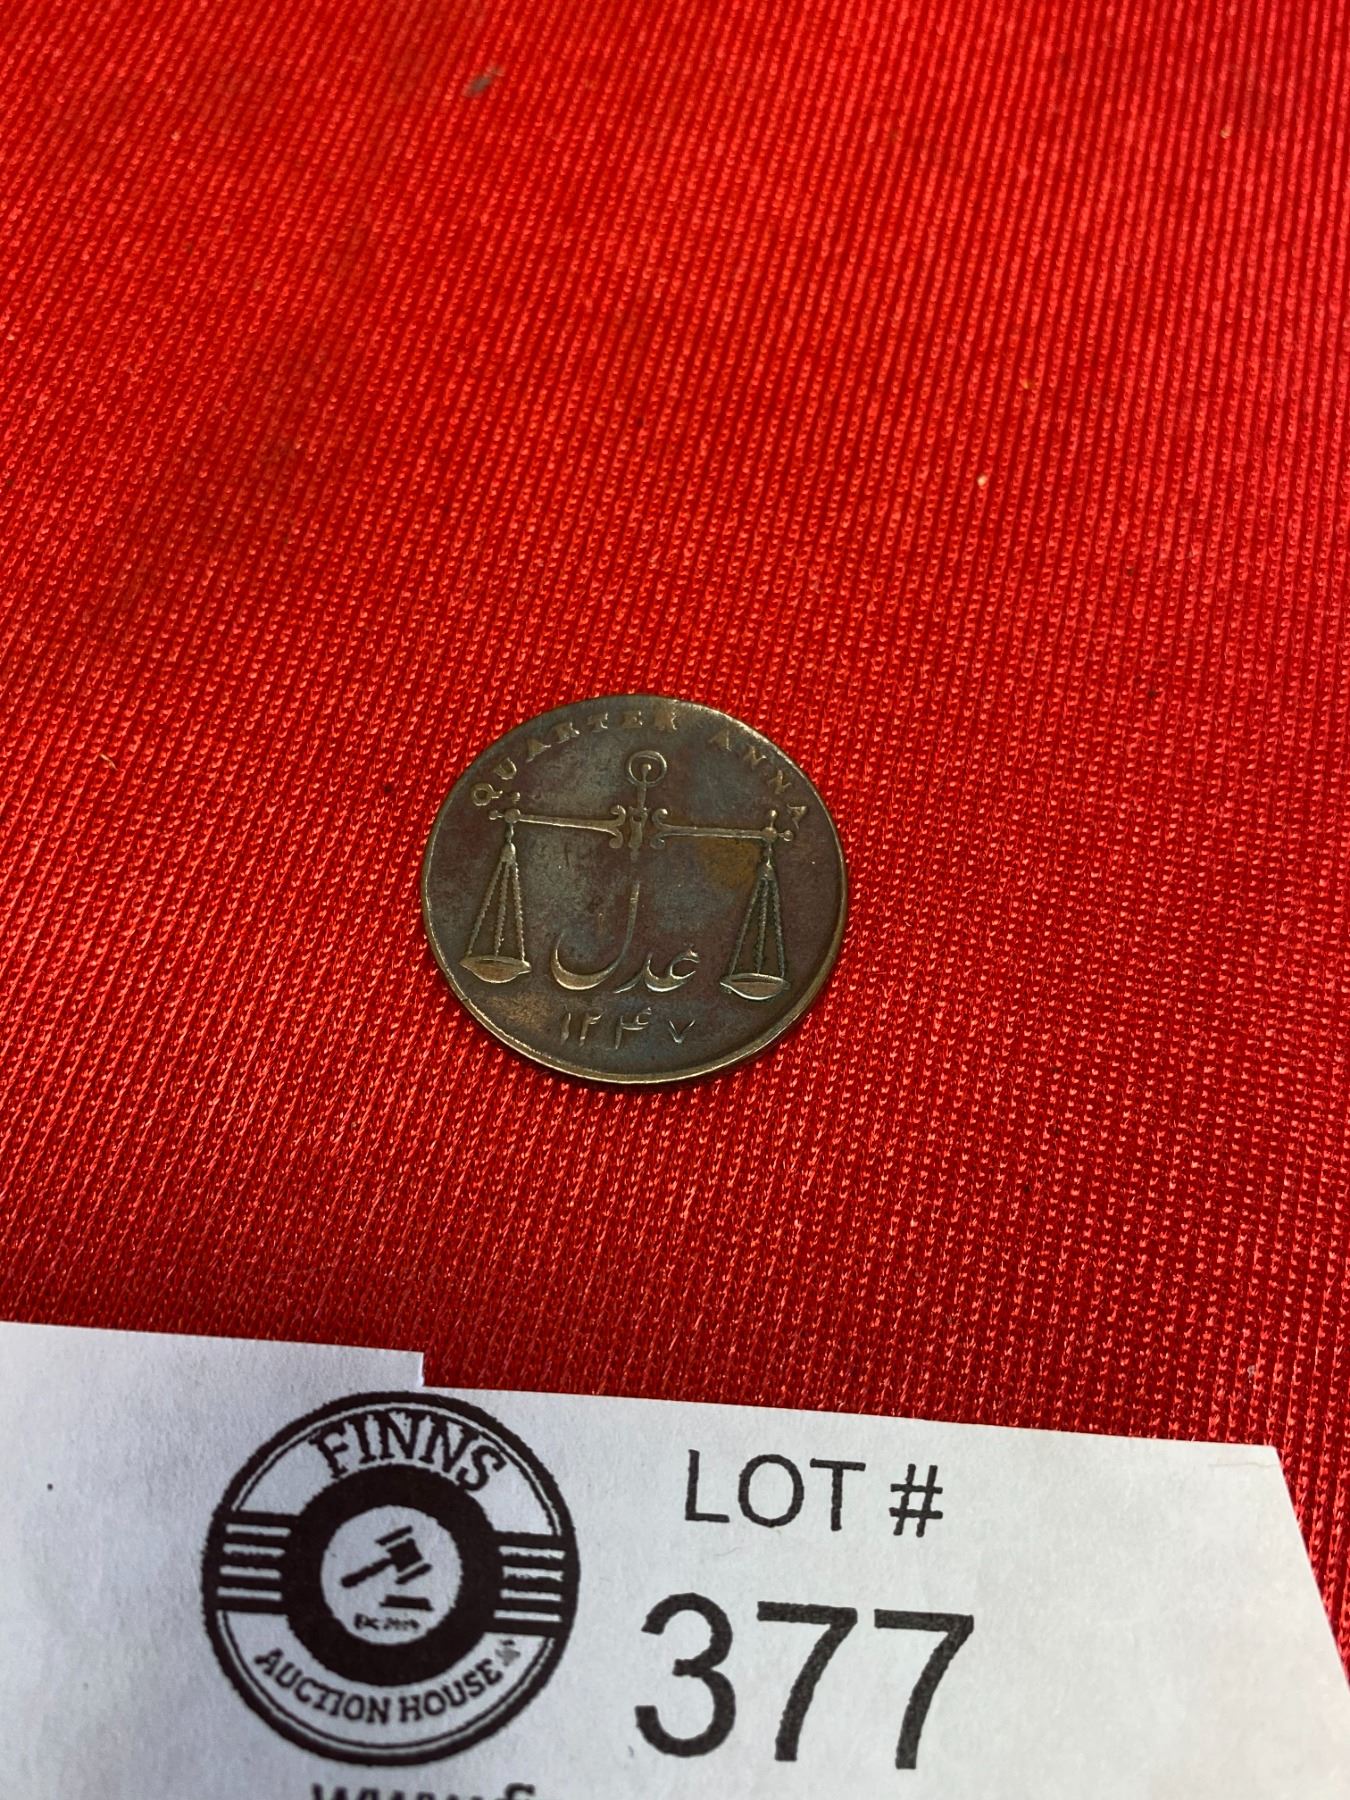 QUARTER ANNA
عدل
١٢٤٧
FINNS
AUCTION HOUSE
LOT #
377